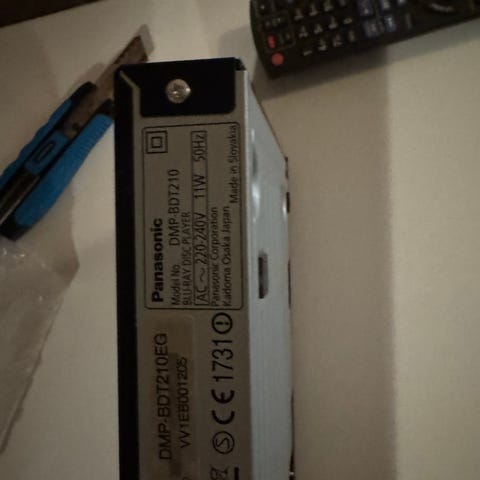 Panasonic
Model No. DMP-BDT210
BLU-RAY DISC PLAYER
AC ~ 220-240V 11W 50Hz
Panasonic Corporation
Kadoma Osaka Japan
Made in Slovakia
DMP-BDT210EG
VV1EB001205
S CE 1731